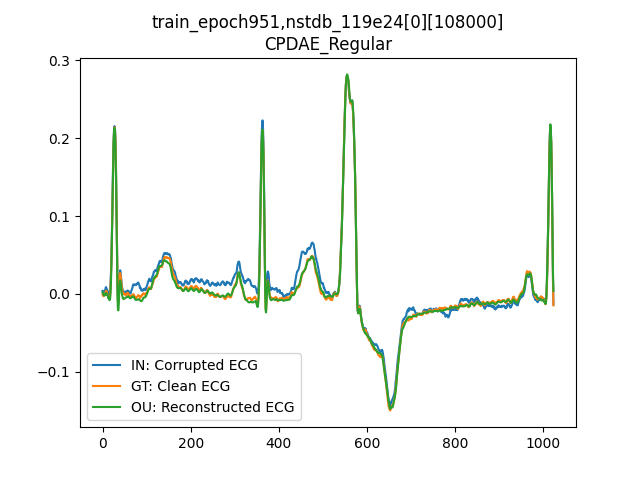 train_epoch951,nstdb_119e24[0][108000]
CPDAE_Regular
0.3
0.2
0.1
0.0
−0.1
IN: Corrupted ECG
GT: Clean ECG
OU: Reconstructed ECG
0 200 400 600 800 1000